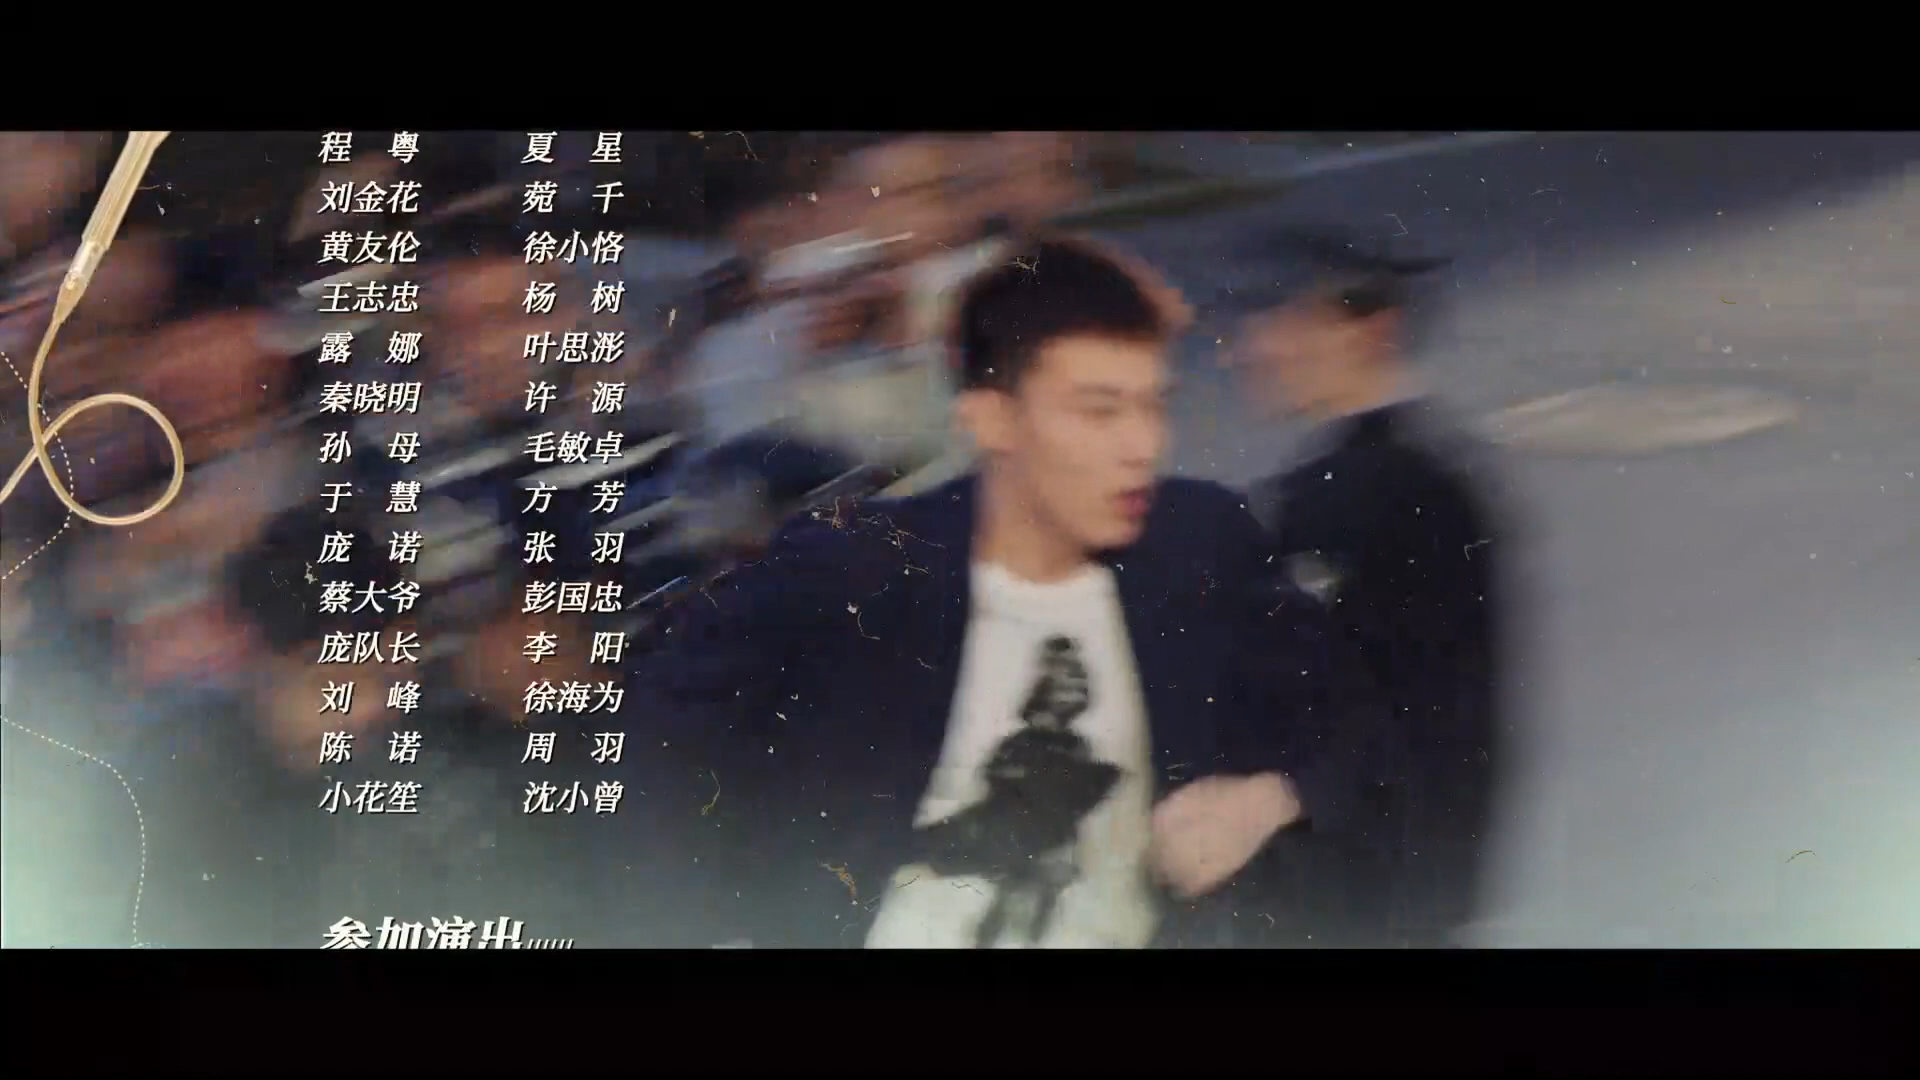 程 粤 夏 星
刘金花 菀 千
黄友伦 徐小恪
王志忠 杨 树
露 娜 叶思浵
秦晓明 许 源
孙 母 毛敏卓
于 慧 方 芳
庞 诺 张 羽
蔡大爷 彭国忠
庞队长 李 阳
刘 峰 徐海为
陈 诺 周 羽
小花笙 沈小曾
参加演出